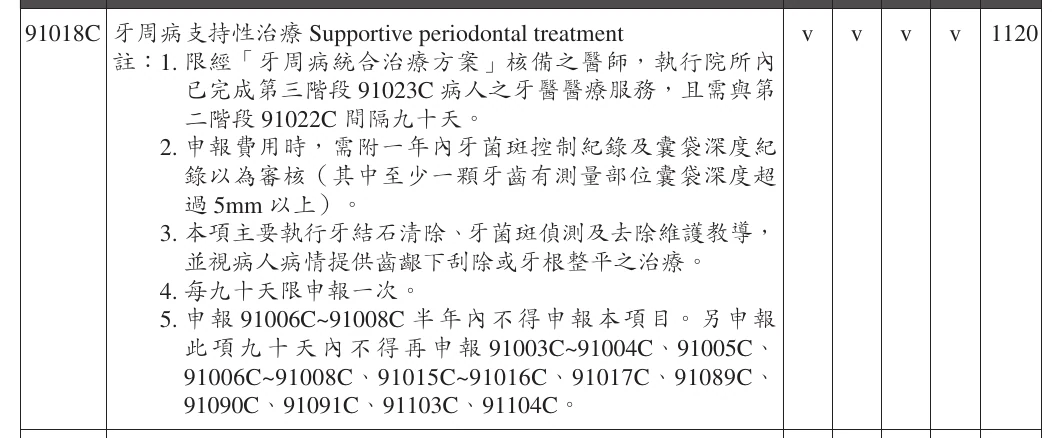 91018C 牙周病支持性治療 Supportive periodontal treatment v v v v 1120
註：1. 限經「牙周病統合治療方案」核備之醫師，執行院所內
已完成第三階段 91023C 病人之牙醫醫療服務，且需與第
二階段 91022C 間隔九十天。
2. 申報費用時，需附一年內牙菌斑控制紀錄及囊袋深度紀
錄以為審核（其中至少一顆牙齒有測量部位囊袋深度超
過 5mm 以上）。
3. 本項主要執行牙結石清除、牙菌斑偵測及去除維護教導，
並視病人病情提供齒齦下刮除或牙根整平之治療。
4. 每九十天限申報一次。
5. 申報 91006C~91008C 半年內不得申報本項目。另申報
此項九十天內不得再申報 91003C~91004C、91005C、
91006C~91008C、91015C~91016C、91017C、91089C、
91090C、91091C、91103C、91104C。